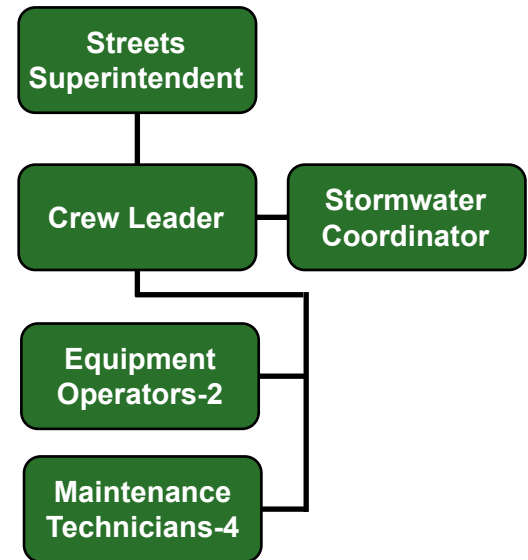 Streets
Superintendent
Crew Leader
Stormwater
Coordinator
Equipment
Operators-2
Maintenance
Technicians-4